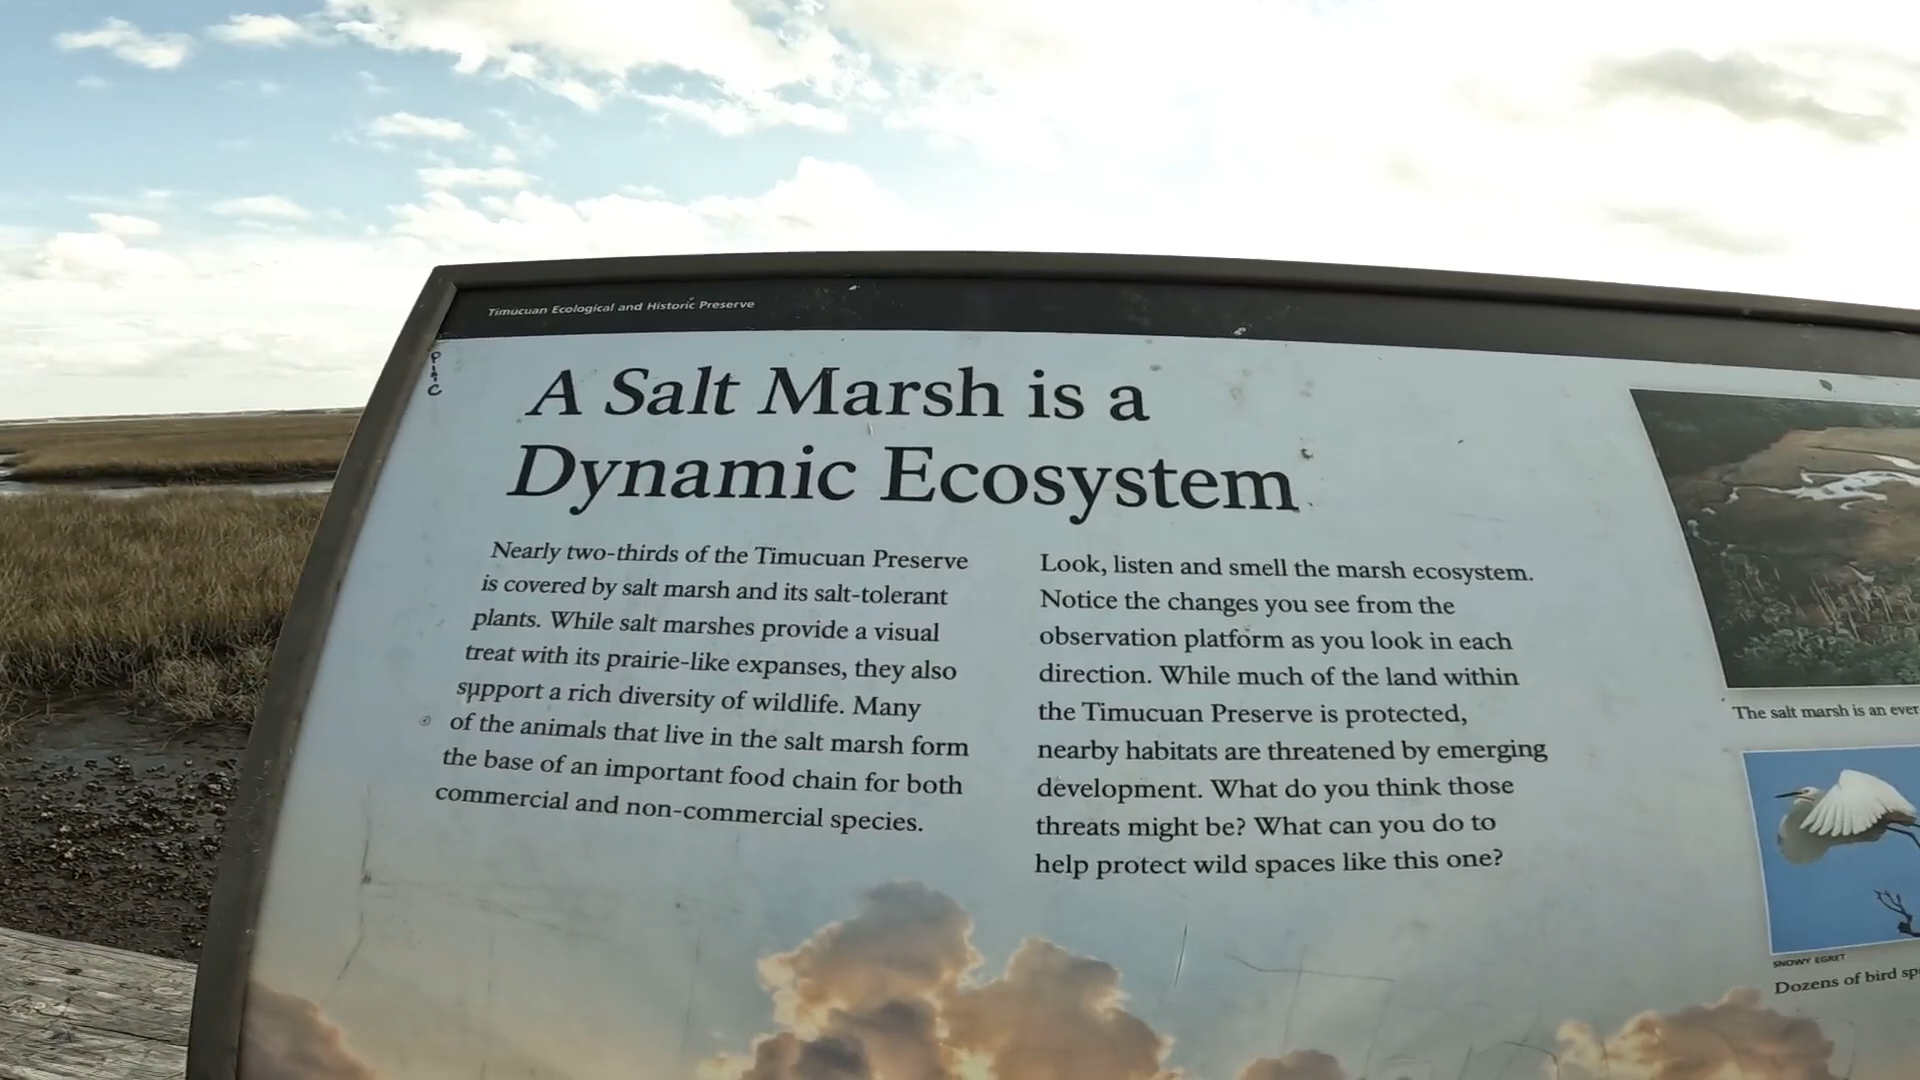 Timucuan Ecological and Historic Preserve
A Salt Marsh is a
Dynamic Ecosystem
Nearly two-thirds of the Timucuan Preserve
is covered by salt marsh and its salt-tolerant
plants. While salt marshes provide a visual
treat with its prairie-like expanses, they also
support a rich diversity of wildlife. Many
of the animals that live in the salt marsh form
the base of an important food chain for both
commercial and non-commercial species.
Look, listen and smell the marsh ecosystem.
Notice the changes you see from the
observation platform as you look in each
direction. While much of the land within
the Timucuan Preserve is protected,
nearby habitats are threatened by emerging
development. What do you think those
threats might be? What can you do to
help protect wild spaces like this one?
The salt marsh is an ever
SNOWY EGRET
Dozens of bird